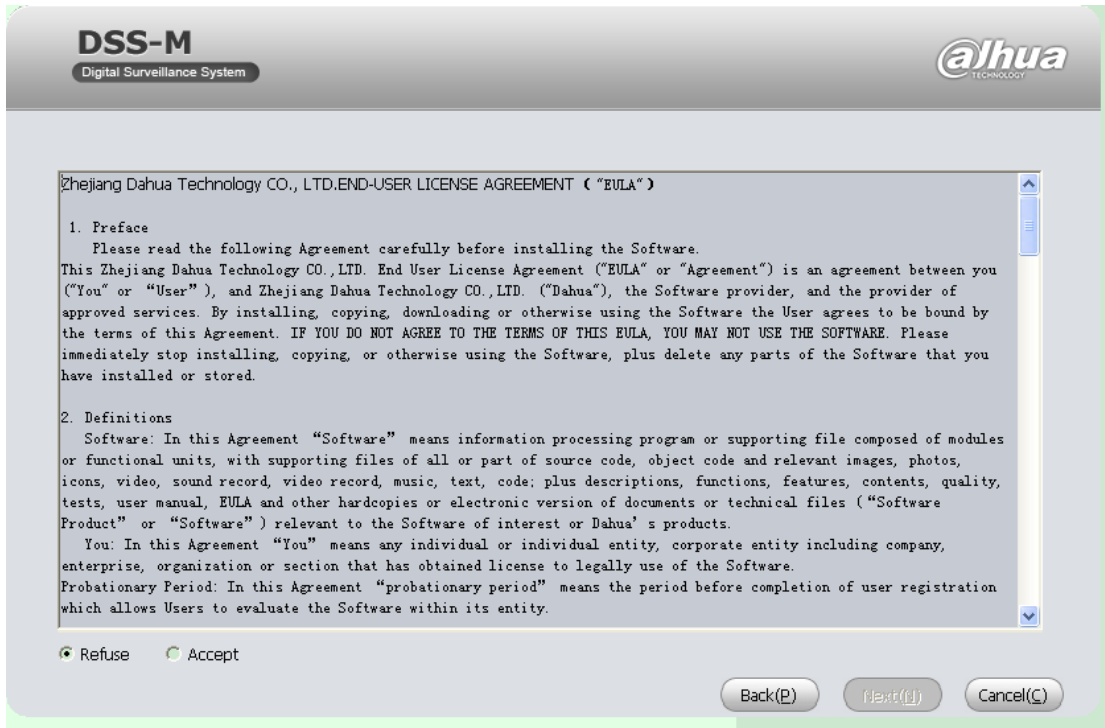 DSS-M
Digital Surveillance System
alhua
TECHNOLOGY
Zhejiang Dahua Technology CO., LTD.END-USER LICENSE AGREEMENT ("EULA")
1. Preface
Please read the following Agreement carefully before installing the Software.
This Zhejiang Dahua Technology CO.,LTD. End User License Agreement ("EULA" or "Agreement") is an agreement between you
("You" or “User”), and Zhejiang Dahua Technology CO.,LTD. ("Dahua"), the Software provider, and the provider of
approved services. By installing, copying, downloading or otherwise using the Software the User agrees to be bound by
the terms of this Agreement. IF YOU DO NOT AGREE TO THE TERMS OF THIS EULA, YOU MAY NOT USE THE SOFTWARE. Please
immediately stop installing, copying, or otherwise using the Software, plus delete any parts of the Software that you
have installed or stored.
2. Definitions
Software: In this Agreement “Software” means information processing program or supporting file composed of modules
or functional units, with supporting files of all or part of source code, object code and relevant images, photos,
icons, video, sound record, video record, music, text, code; plus descriptions, functions, features, contents, quality,
tests, user manual, EULA and other hardcopies or electronic version of documents or technical files (“Software
Product” or “Software”) relevant to the Software of interest or Dahua’s products.
You: In this Agreement “You” means any individual or individual entity, corporate entity including company,
enterprise, organization or section that has obtained license to legally use of the Software.
Probationary Period: In this Agreement “probationary period” means the period before completion of user registration
which allows Users to evaluate the Software within its entity.
Refuse Accept
Back(P) Next(N) Cancel(C)